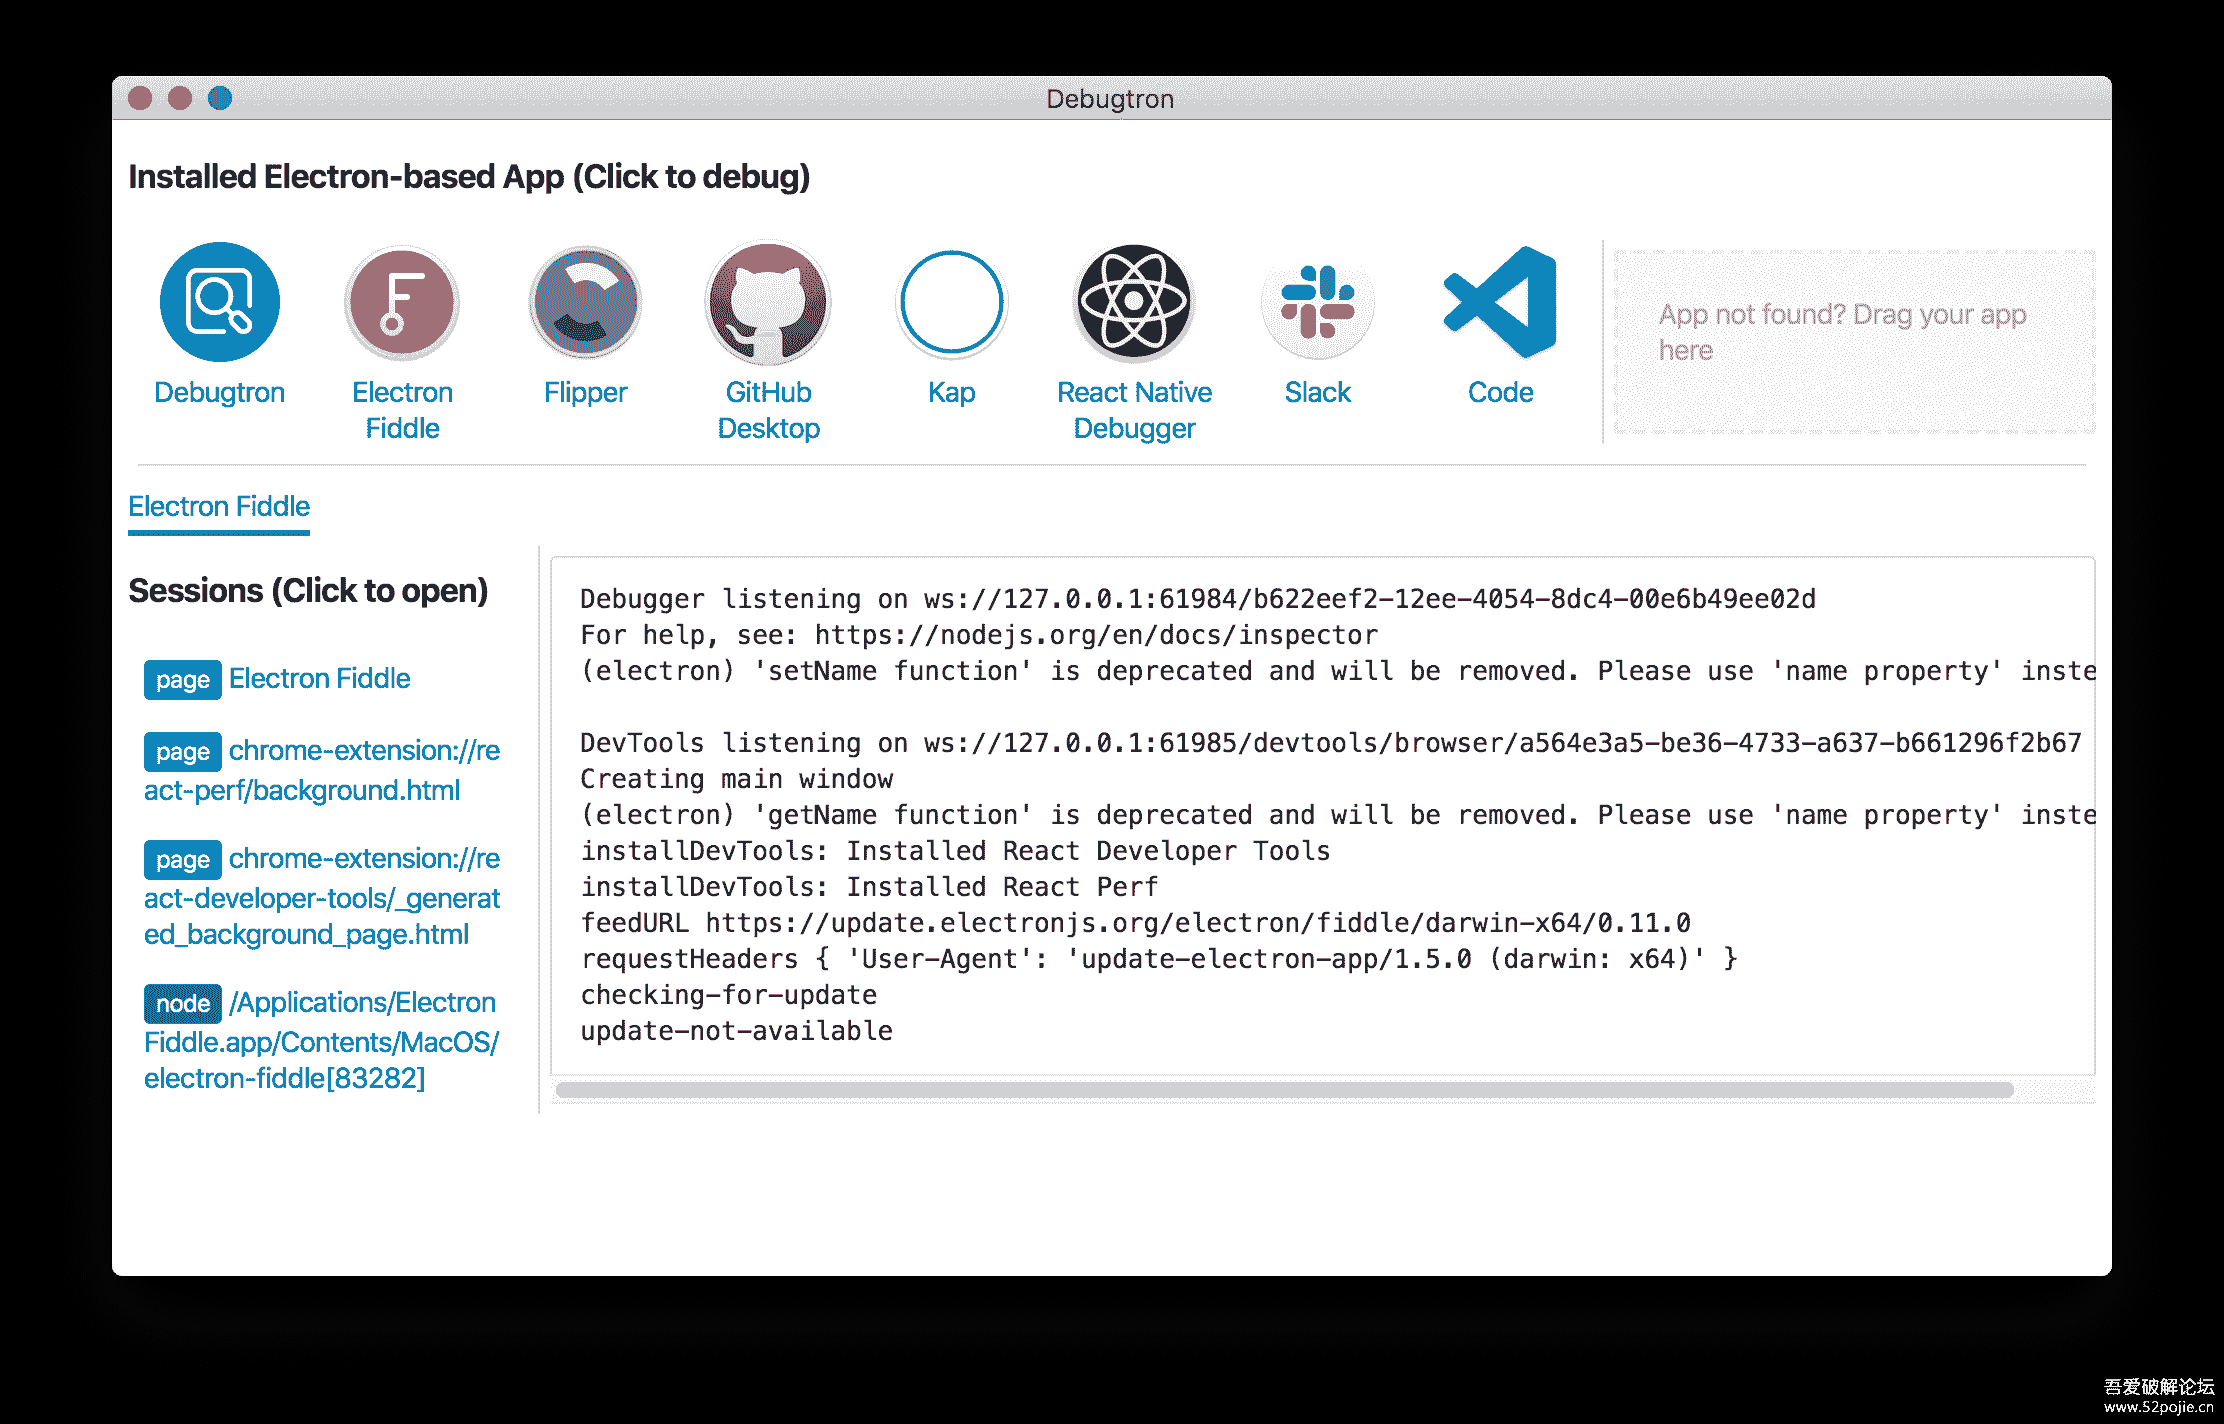 Debugtron
Installed Electron-based App (Click to debug)
Debugtron
Electron
Fiddle
Flipper
GitHub
Desktop
Kap
React Native
Debugger
Slack
Code
App not found? Drag your app
here
Electron Fiddle
Sessions (Click to open)
page Electron Fiddle
page chrome-extension://re
act-perf/background.html
page chrome-extension://re
act-developer-tools/_generat
ed_background_page.html
node /Applications/Electron
Fiddle.app/Contents/MacOS/
electron-fiddle[83282]
Debugger listening on ws://127.0.0.1:61984/b622eef2-12ee-4054-8dc4-00e6b49ee02d
For help, see: https://nodejs.org/en/docs/inspector
(electron) 'setName function' is deprecated and will be removed. Please use 'name property' inste
DevTools listening on ws://127.0.0.1:61985/devtools/browser/a564e3a5-be36-4733-a637-b661296f2b67
Creating main window
(electron) 'getName function' is deprecated and will be removed. Please use 'name property' inste
installDevTools: Installed React Developer Tools
installDevTools: Installed React Perf
feedURL https://update.electronjs.org/electron/fiddle/darwin-x64/0.11.0
requestHeaders { 'User-Agent': 'update-electron-app/1.5.0 (darwin: x64)' }
checking-for-update
update-not-available
吾爱破解论坛
www.52pojie.cn